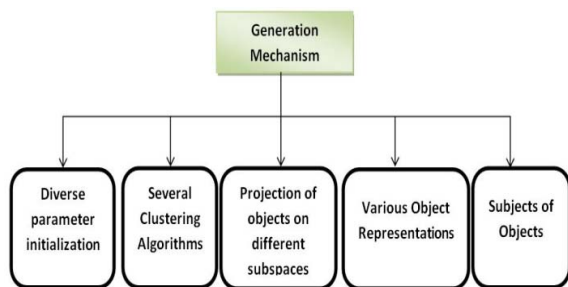 Generation
Mechanism
Diverse
parameter
initialization
Several
Clustering
Algorithms
Projection of
objects on
different
subspaces
Various Object
Representations
Subjects of
Objects